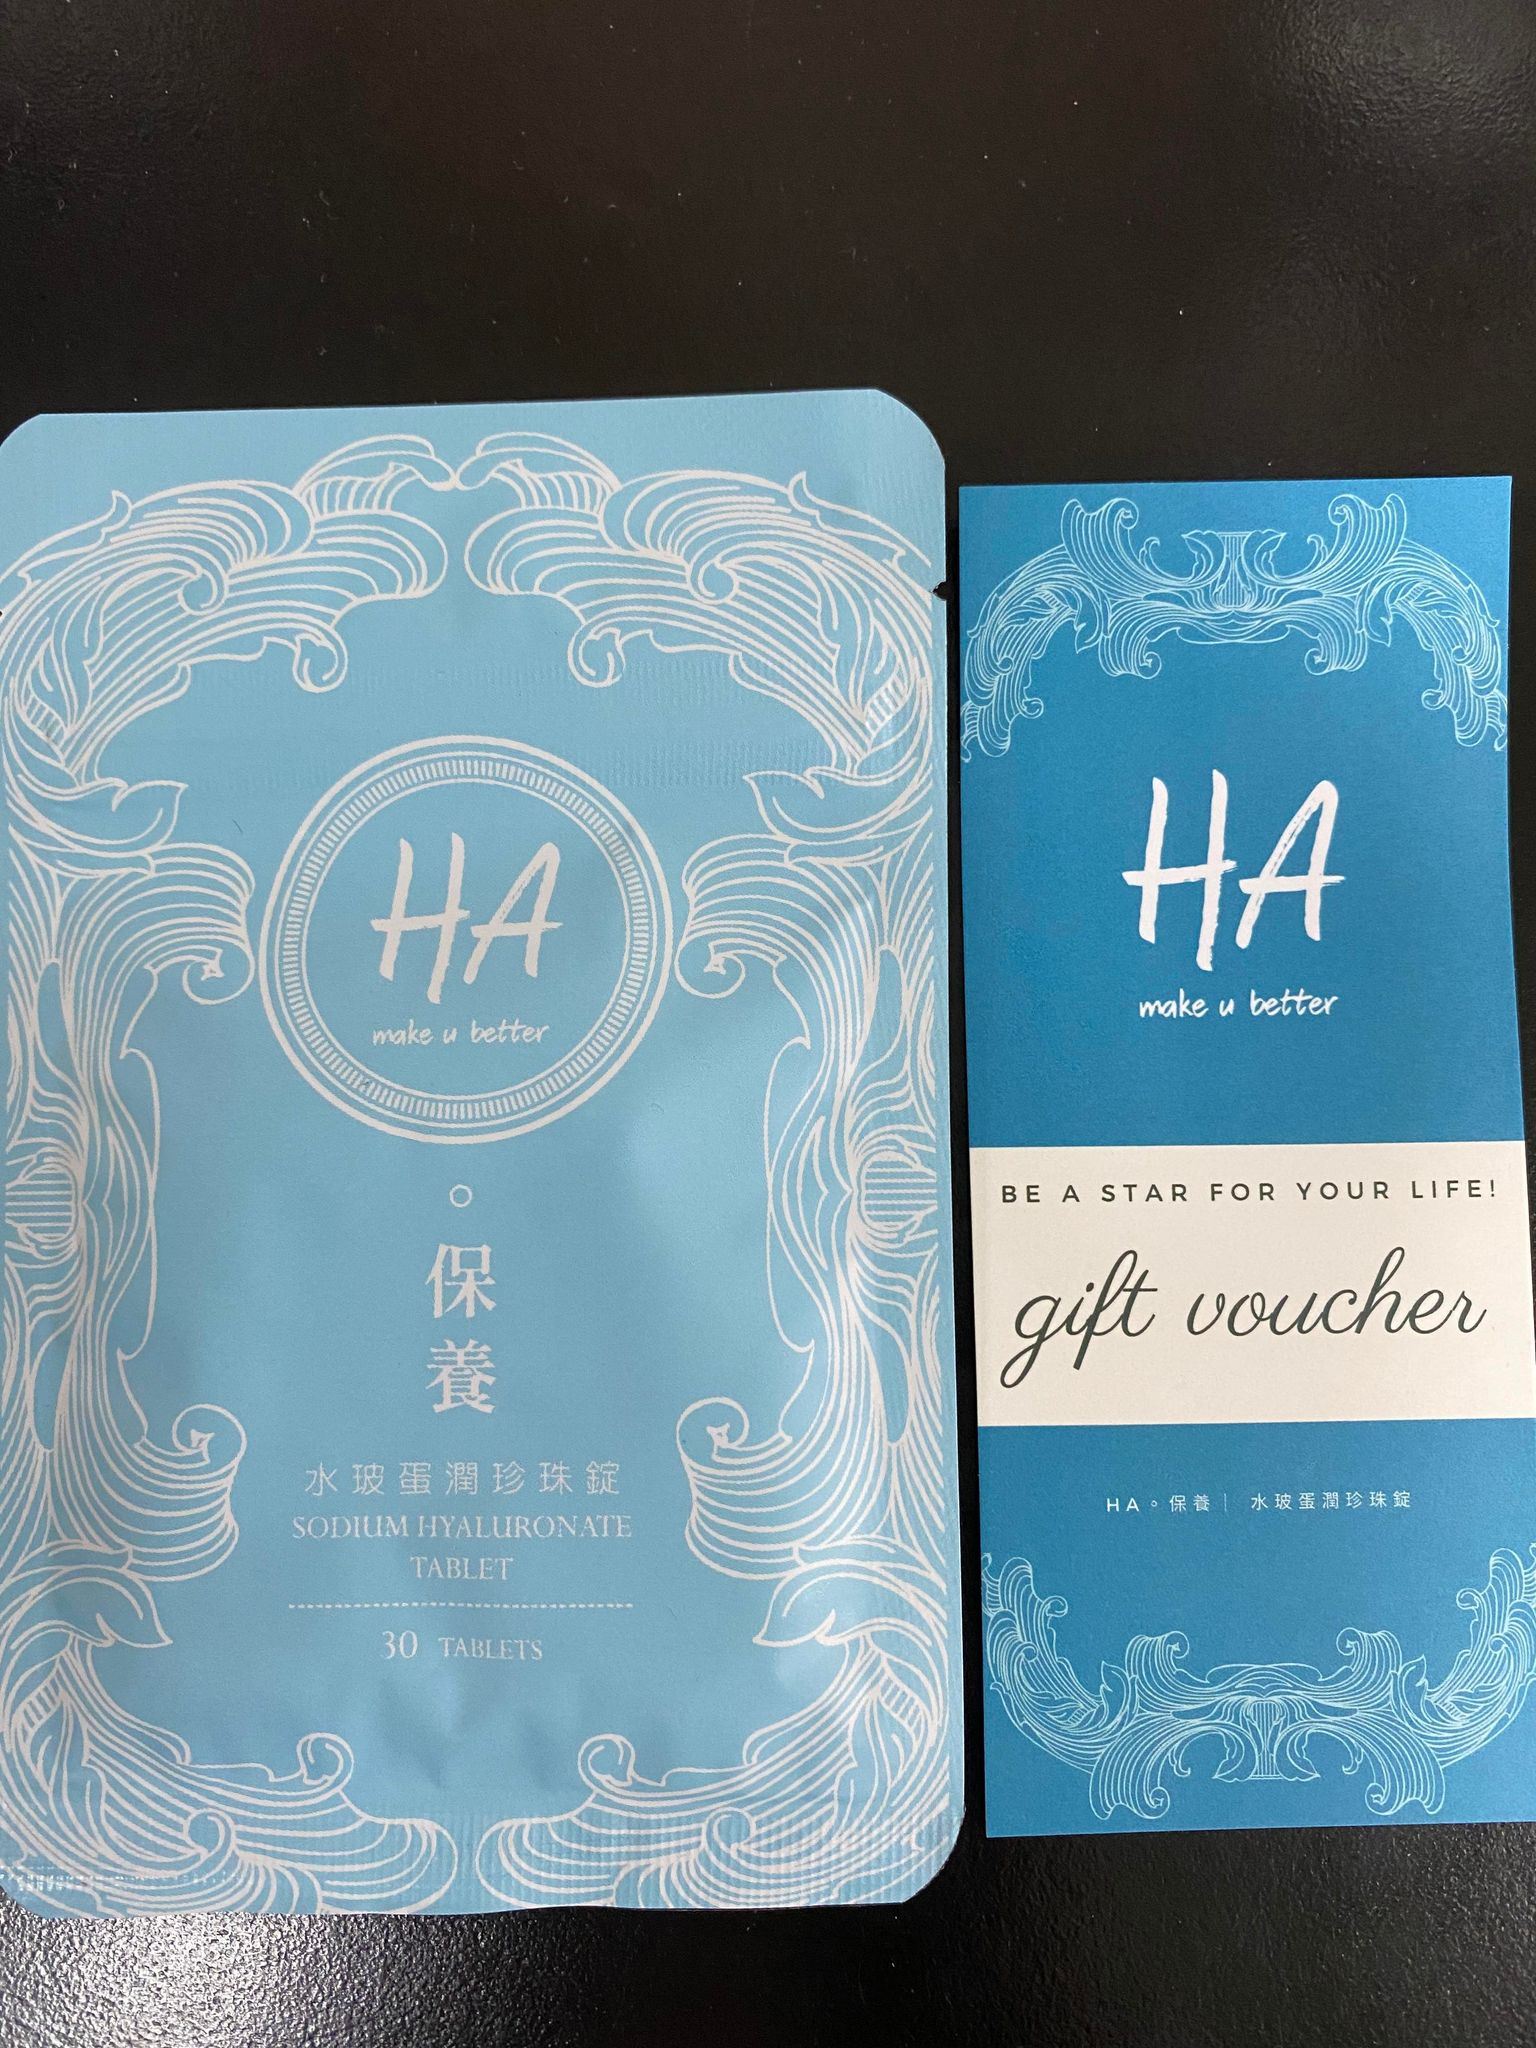 HA
make u better
。
保
養
水玻蛋潤珍珠錠
SODIUM HYALURONATE
TABLET
30 TABLETS
HA
make u better
BE A STAR FOR YOUR LIFE!
gift voucher
HA。保養｜ 水玻蛋潤珍珠錠